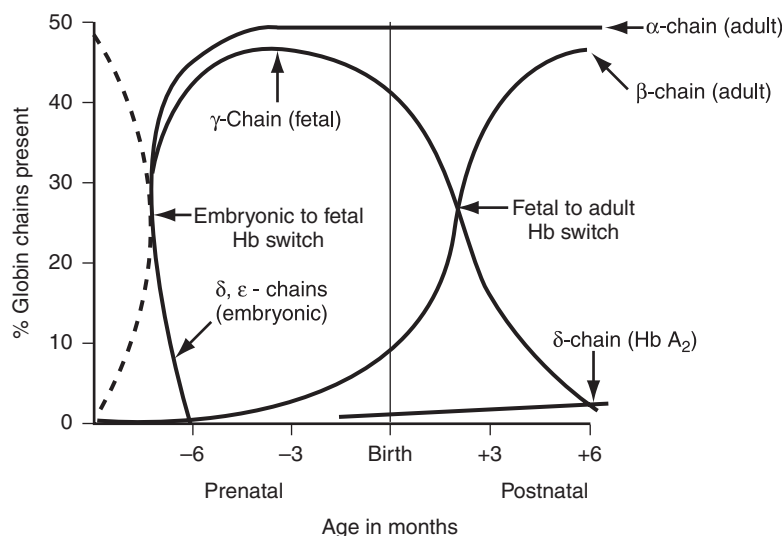 50
40
30
20
10
0
% Globin chains present
α-chain (adult)
β-chain (adult)
γ-Chain (fetal)
Embryonic to fetal
Hb switch
Fetal to adult
Hb switch
δ, ε - chains
(embryonic)
δ-chain (Hb A₂)
–6
–3
Birth
+3
+6
Prenatal
Postnatal
Age in months